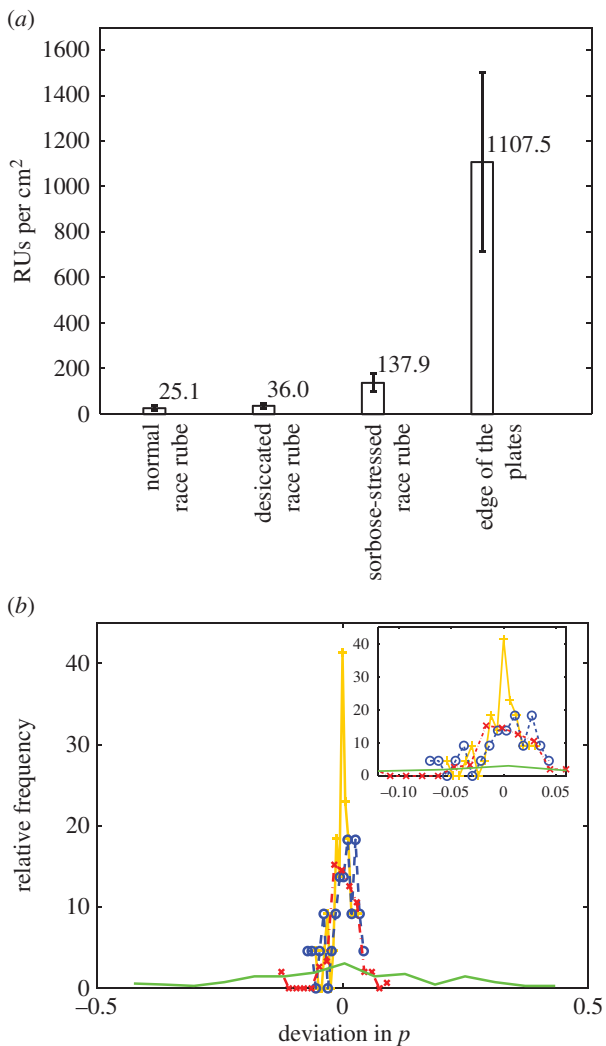 (a)
1600
1400
1200
1000
800
600
400
200
0
RUs per cm²
25.1
36.0
137.9
1107.5
normal
race rube
desiccated
race rube
sorbose-stressed
race rube
edge of the
plates
(b)
40
30
20
10
0
relative frequency
40
30
20
10
0
−0.10
−0.05
0
0.05
−0.5
0
0.5
deviation in p